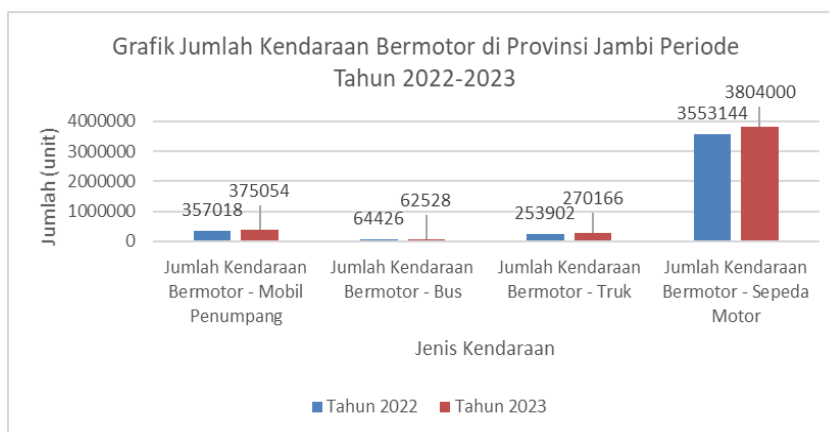 Grafik Jumlah Kendaraan Bermotor di Provinsi Jambi Periode
Tahun 2022-2023
Jumlah (unit)
4000000
3000000
2000000
1000000
0
357018
375054
64426
62528
253902
270166
3553144
3804000
Jumlah Kendaraan
Bermotor - Mobil
Penumpang
Jumlah Kendaraan
Bermotor - Bus
Jumlah Kendaraan
Bermotor - Truk
Jumlah Kendaraan
Bermotor - Sepeda
Motor
Jenis Kendaraan
Tahun 2022
Tahun 2023